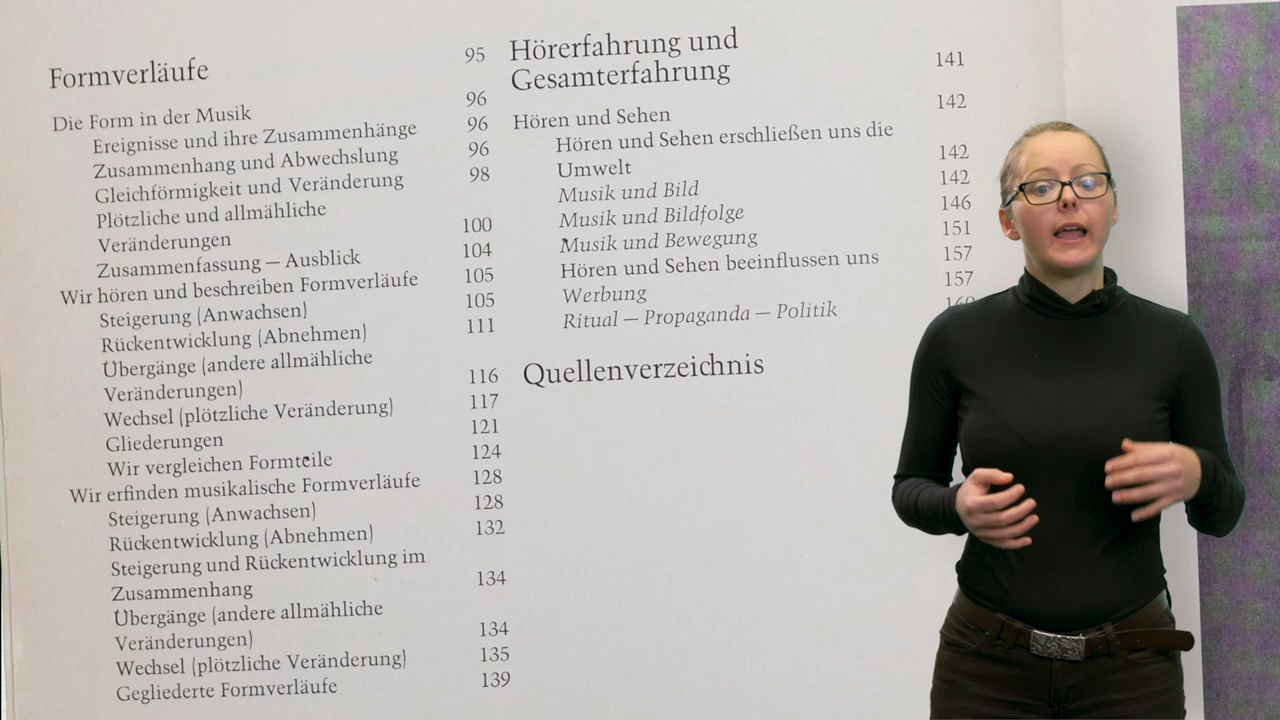 Formverläufe 95
Die Form in der Musik 96
Ereignisse und ihre Zusammenhänge 96
Zusammenhang und Abwechslung 96
Gleichförmigkeit und Veränderung 98
Plötzliche und allmähliche
Veränderungen 100
Zusammenfassung — Ausblick 104
Wir hören und beschreiben Formverläufe 105
Steigerung (Anwachsen) 105
Rückentwicklung (Abnehmen) 111
Übergänge (andere allmähliche
Veränderungen) 116
Wechsel (plötzliche Veränderung) 117
Gliederungen 121
Wir vergleichen Formteile 124
Wir erfinden musikalische Formverläufe 128
Steigerung (Anwachsen) 128
Rückentwicklung (Abnehmen) 132
Steigerung und Rückentwicklung im
Zusammenhang 134
Übergänge (andere allmähliche
Veränderungen) 134
Wechsel (plötzliche Veränderung) 135
Gegliederte Formverläufe 139
Hörerfahrung und
Gesamterfahrung 141
Hören und Sehen 142
Hören und Sehen erschließen uns die
Umwelt 142
Musik und Bild 142
Musik und Bildfolge 146
Musik und Bewegung 151
Hören und Sehen beeinflussen uns 157
Werbung 157
Ritual — Propaganda — Politik
Quellenverzeichnis